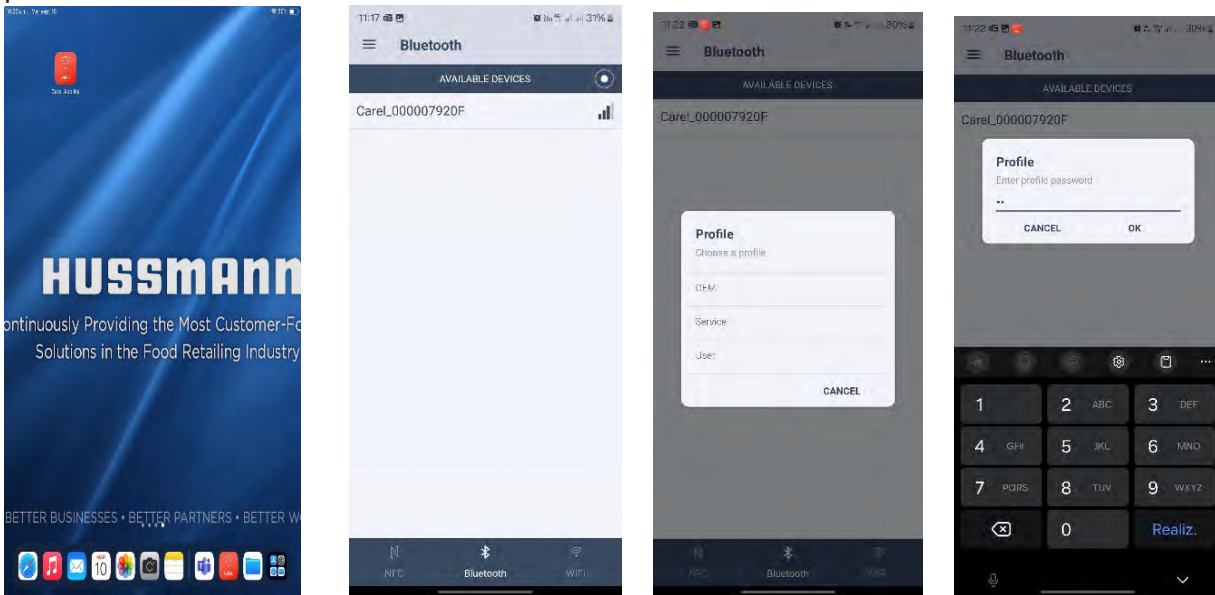 HUSSMANN
ontinuously Providing the Most Customer-Fo
Solutions in the Food Retailing Industry
BETTER BUSINESSES • BETTER PARTNERS • BETTER W
10
11:17
31%
Bluetooth
AVAILABLE DEVICES
Carel_000007920F
NFC
Bluetooth
WIFI
11:22
30%
Bluetooth
AVAILABLE DEVICES
Carel_000007920F
Profile
Choose a profile
OEM
Service
User
CANCEL
NFC
Bluetooth
11:22
30%
Bluetooth
AVAILABLE DEVICES
Carel_000007920F
Profile
Enter profile password
••
CANCEL OK
1 2 ABC 3 DEF
4 GHI 5 JKL 6 MNO
7 PQRS 8 TUV 9 WXYZ
0 Realiz.